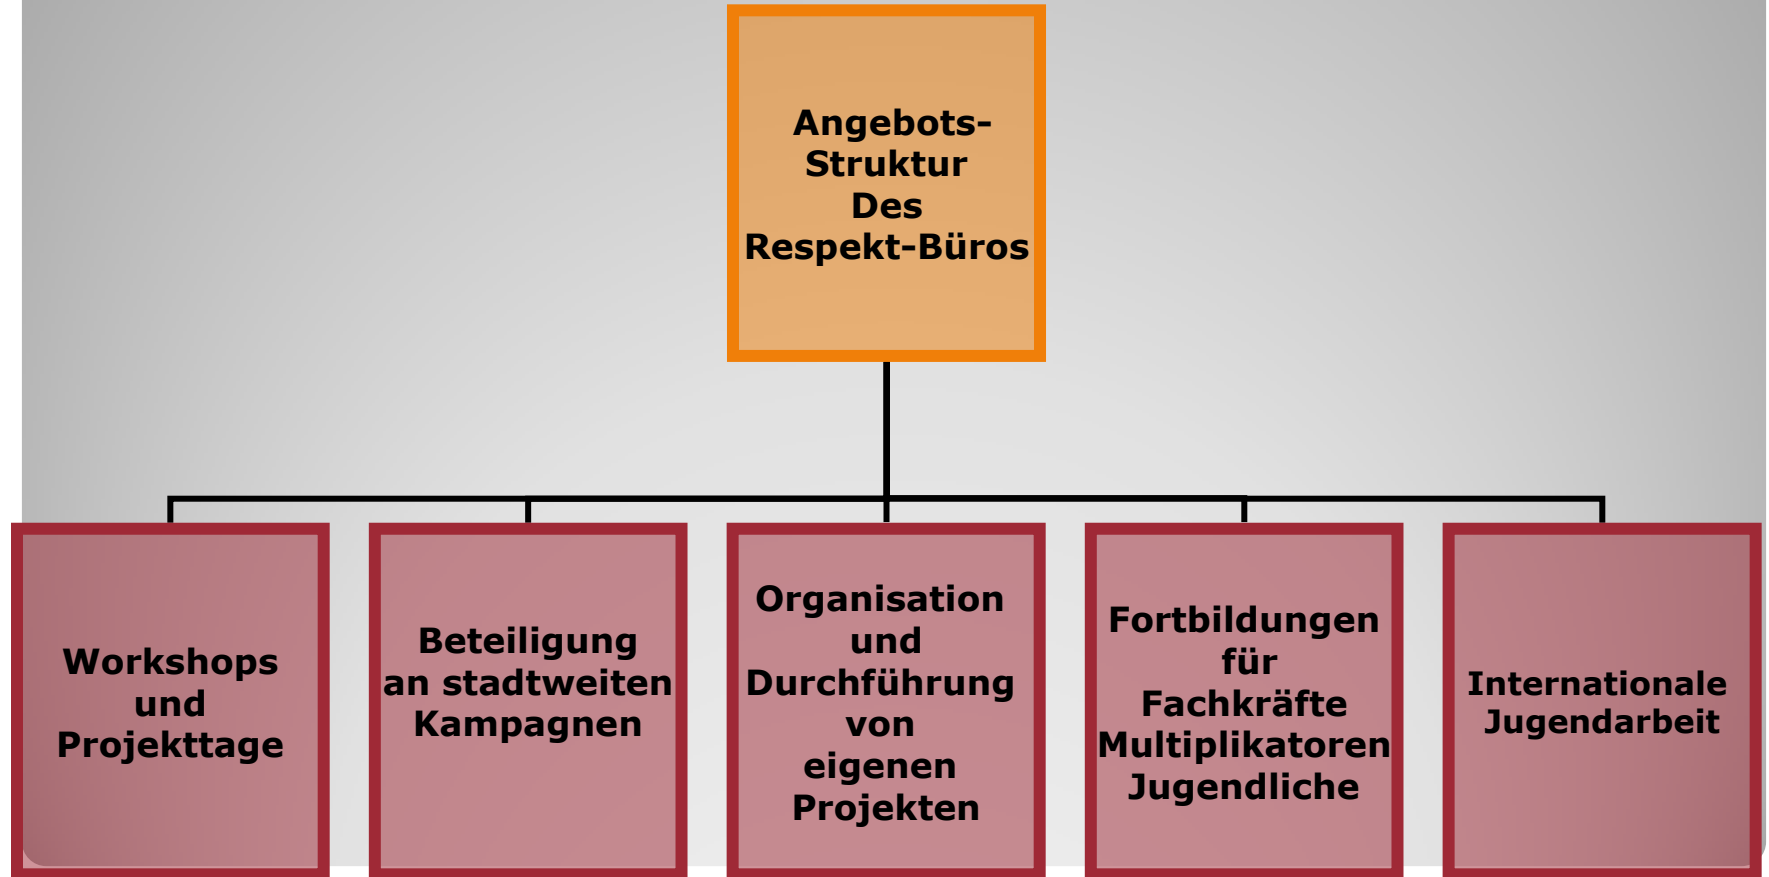 Angebots-
Struktur
Des
Respekt-Büros
Workshops
und
Projekttage
Beteiligung
an stadtweiten
Kampagnen
Organisation
und
Durchführung
von
eigenen
Projekten
Fortbildungen
für
Fachkräfte
Multiplikatoren
Jugendliche
Internationale
Jugendarbeit